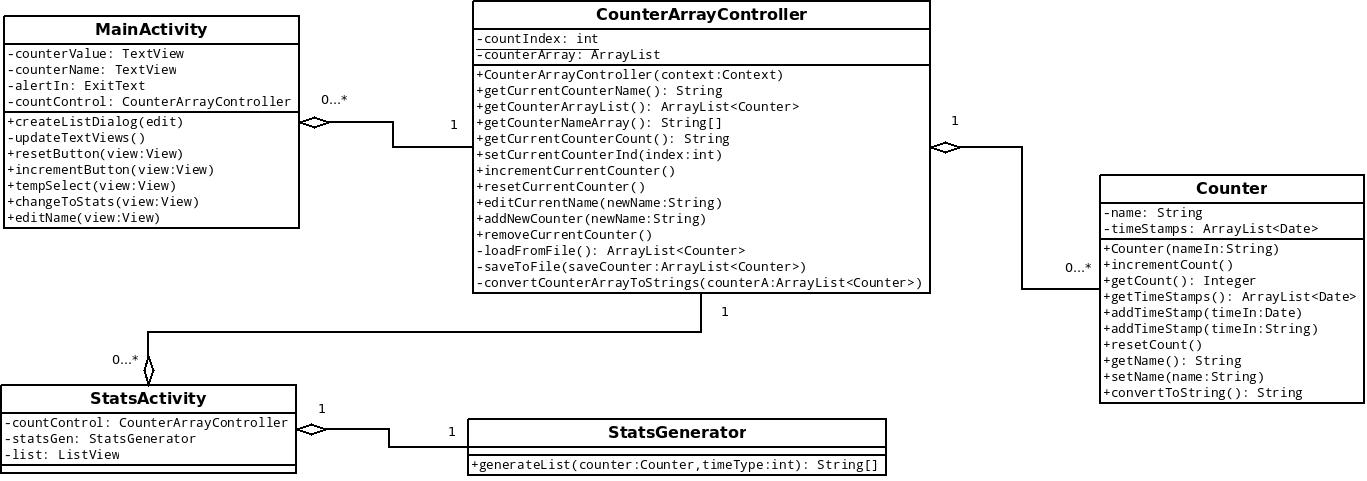 MainActivity
-counterValue: TextView
-counterName: TextView
-alertIn: ExitText
-countControl: CounterArrayController
+createListDialog(edit)
-updateTextViews()
+resetButton(view:View)
+incrementButton(view:View)
+tempSelect(view:View)
+changeToStats(view:View)
+editName(view:View)
0...*
1
CounterArrayController
-countIndex: int
-counterArray: ArrayList
+CounterArrayController(context:Context)
+getCurrentCounterName(): String
+getCounterArrayList(): ArrayList<Counter>
+getCounterNameArray(): String[]
+getCurrentCounterCount(): String
+setCurrentCounterInd(index:int)
+incrementCurrentCounter()
+resetCurrentCounter()
+editCurrentName(newName:String)
+addNewCounter(newName:String)
+removeCurrentCounter()
-loadFromFile(): ArrayList<Counter>
-saveToFile(saveCounter:ArrayList<Counter>)
-convertCounterArrayToStrings(counterA:ArrayList<Counter>)
1
0...*
Counter
-name: String
-timeStamps: ArrayList<Date>
+Counter(nameIn:String)
+incrementCount()
+getCount(): Integer
+getTimeStamps(): ArrayList<Date>
+addTimeStamp(timeIn:Date)
+addTimeStamp(timeIn:String)
+resetCount()
+getName(): String
+setName(name:String)
+convertToString(): String
1
0...*
StatsActivity
-countControl: CounterArrayController
-statsGen: StatsGenerator
-list: ListView
1
1
StatsGenerator
+generateList(counter:Counter,timeType:int): String[]